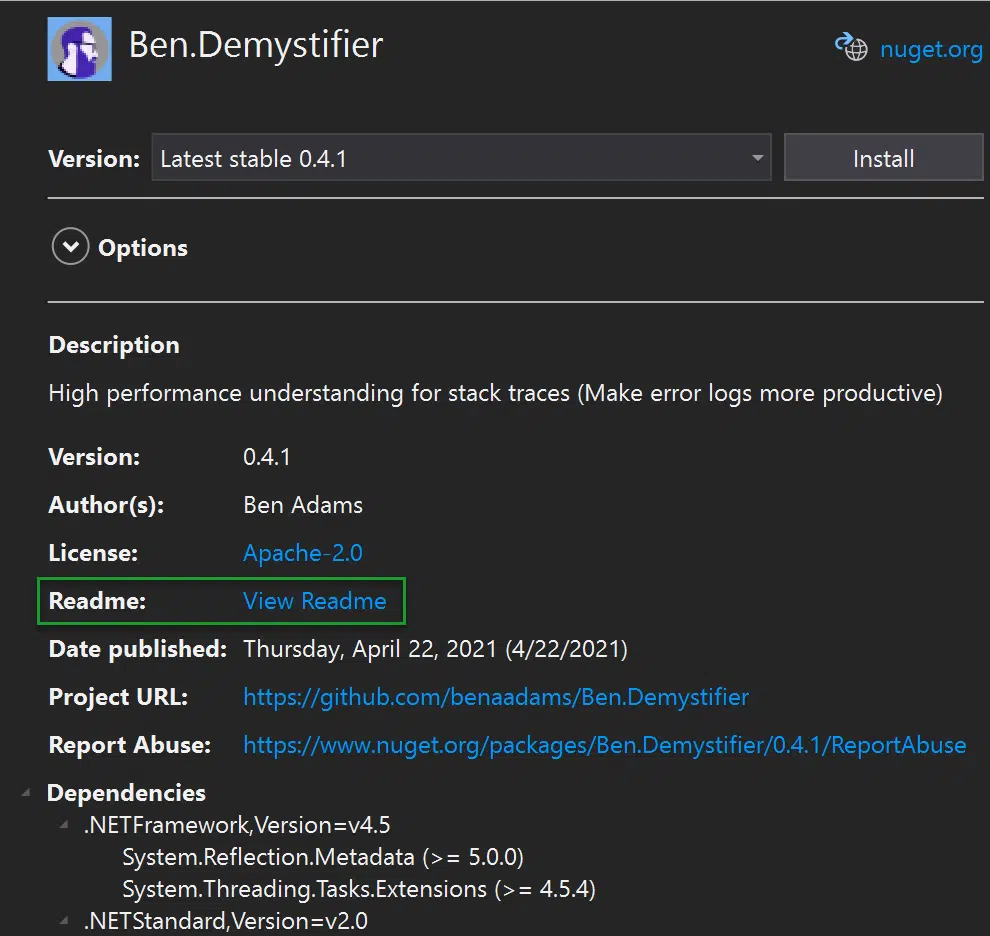 Ben.Demystifier
nuget.org
Version: Latest stable 0.4.1 Install
Options
Description
High performance understanding for stack traces (Make error logs more productive)
Version: 0.4.1
Author(s): Ben Adams
License: Apache-2.0
Readme: View Readme
Date published: Thursday, April 22, 2021 (4/22/2021)
Project URL: https://github.com/benaadams/Ben.Demystifier
Report Abuse: https://www.nuget.org/packages/Ben.Demystifier/0.4.1/ReportAbuse
Dependencies
.NETFramework,Version=v4.5
System.Reflection.Metadata (>= 5.0.0)
System.Threading.Tasks.Extensions (>= 4.5.4)
.NETStandard,Version=v2.0